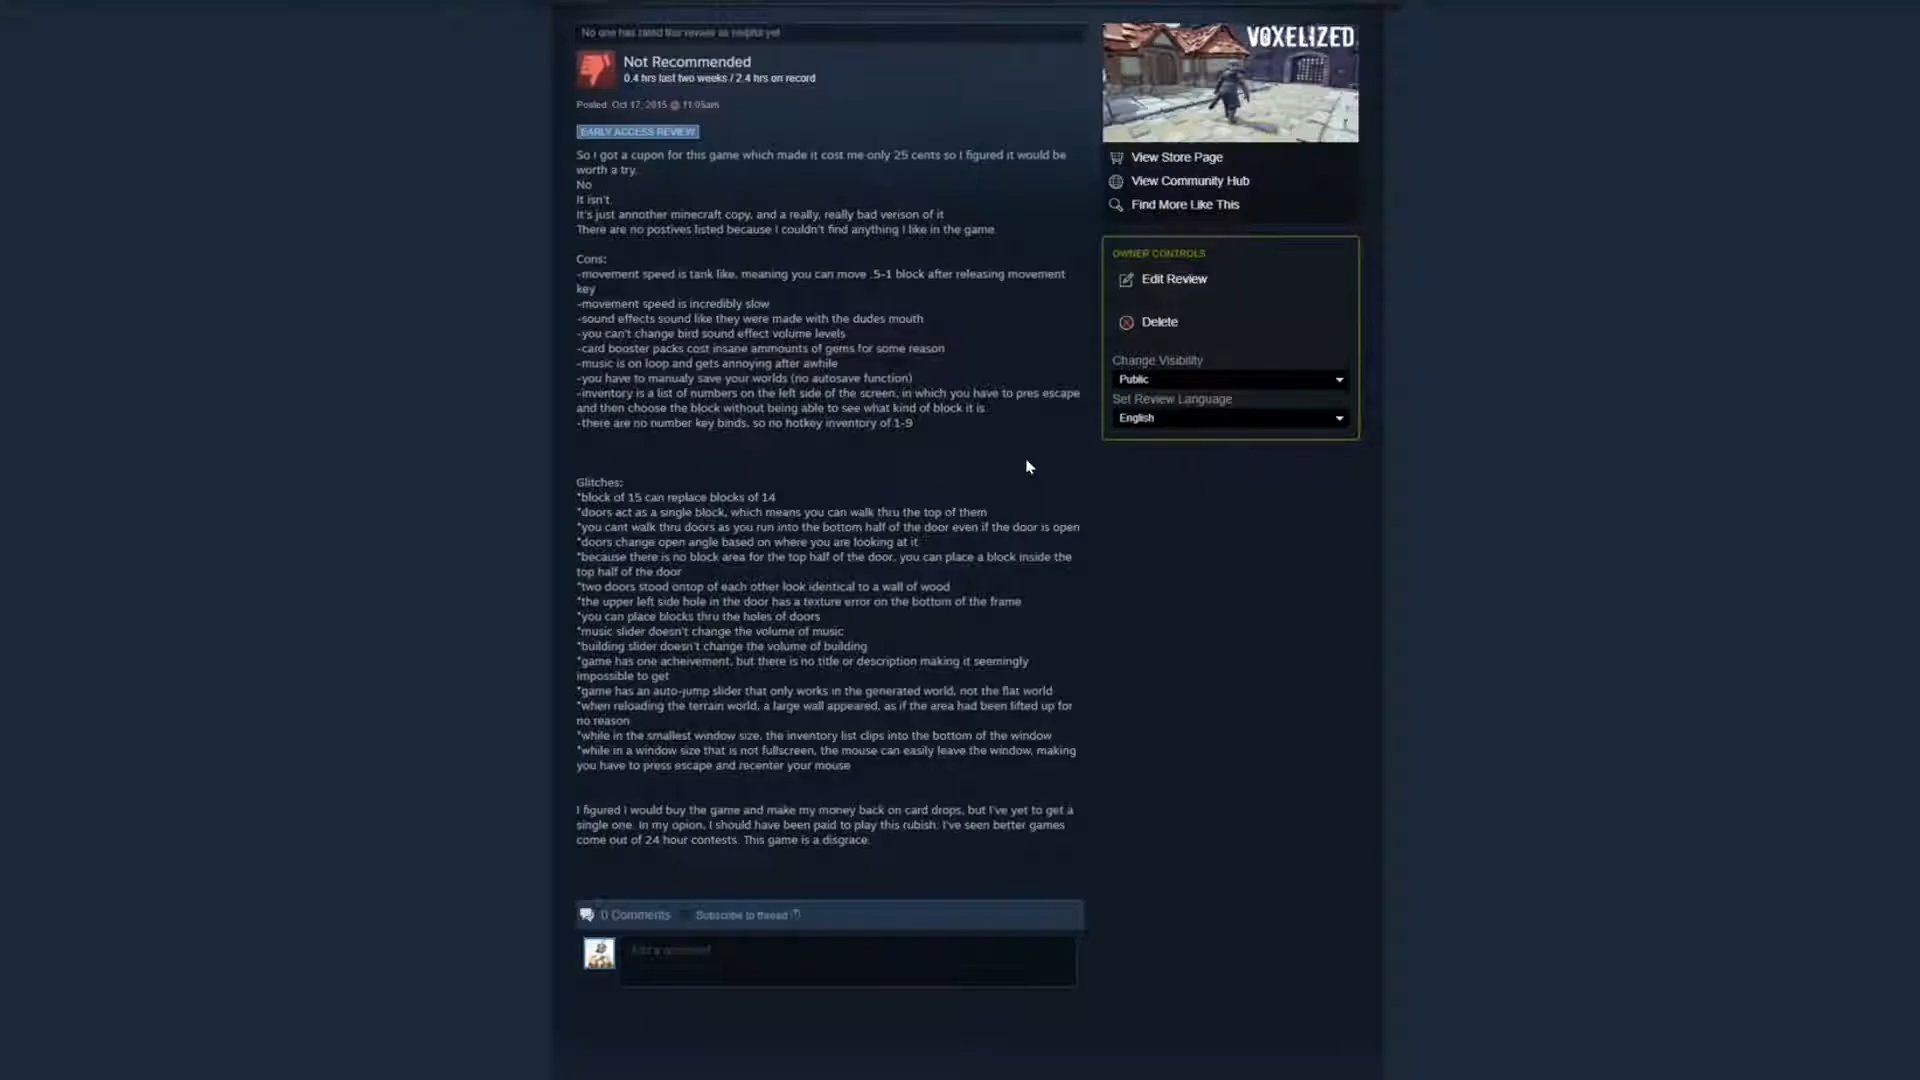 No one has rated this review as helpful yet
VOXELIZED
Not Recommended
0.4 hrs last two weeks / 2.4 hrs on record
Posted: Oct 17, 2015 @ 11:05am
EARLY ACCESS REVIEW
So I got a cupon for this game which made it cost me only 25 cents so I figured it would be
worth a try.
No
It isn't.
It's just annother minecraft copy, and a really, really bad verison of it
There are no postives listed because I couldn't find anything I like in the game.
Cons:
-movement speed is tank like, meaning you can move .5-1 block after releasing movement
key
-movement speed is incredibly slow
-sound effects sound like they were made with the dudes mouth
-you can't change bird sound effect volume levels
-card booster packs cost insane ammounts of gems for some reason
-music is on loop and gets annoying after awhile
-you have to manualy save your worlds (no autosave function)
-inventory is a list of numbers on the left side of the screen, in which you have to pres escape
and then choose the block without being able to see what kind of block it is.
-there are no number key binds, so no hotkey inventory of 1-9
Glitches:
*block of 15 can replace blocks of 14
*doors act as a single block, which means you can walk thru the top of them
*you cant walk thru doors as you run into the bottom half of the door even if the door is open
*doors change open angle based on where you are looking at it
*because there is no block area for the top half of the door, you can place a block inside the
top half of the door
*two doors stood ontop of each other look identical to a wall of wood
*the upper left side hole in the door has a texture error on the bottom of the frame
*you can place blocks thru the holes of doors
*music slider doesn't change the volume of music
*building slider doesn't change the volume of building
*game has one acheivement, but there is no title or description making it seemingly
impossible to get
*game has an auto-jump slider that only works in the generated world, not the flat world
*when reloading the terrain world, a large wall appeared, as if the area had been lifted up for
no reason
*while in the smallest window size, the inventory list clips into the bottom of the window
*while in a window size that is not fullscreen, the mouse can easily leave the window, making
you have to press escape and recenter your mouse
I figured I would buy the game and make my money back on card drops, but I've yet to get a
single one. In my opion, I should have been paid to play this rubish. I've seen better games
come out of 24 hour contests. This game is a disgrace.
0 Comments
Subscribe to thread (?)
Add a comment
View Store Page
View Community Hub
Find More Like This
OWNER CONTROLS
Edit Review
Delete
Change Visibility
Public
Set Review Language
English